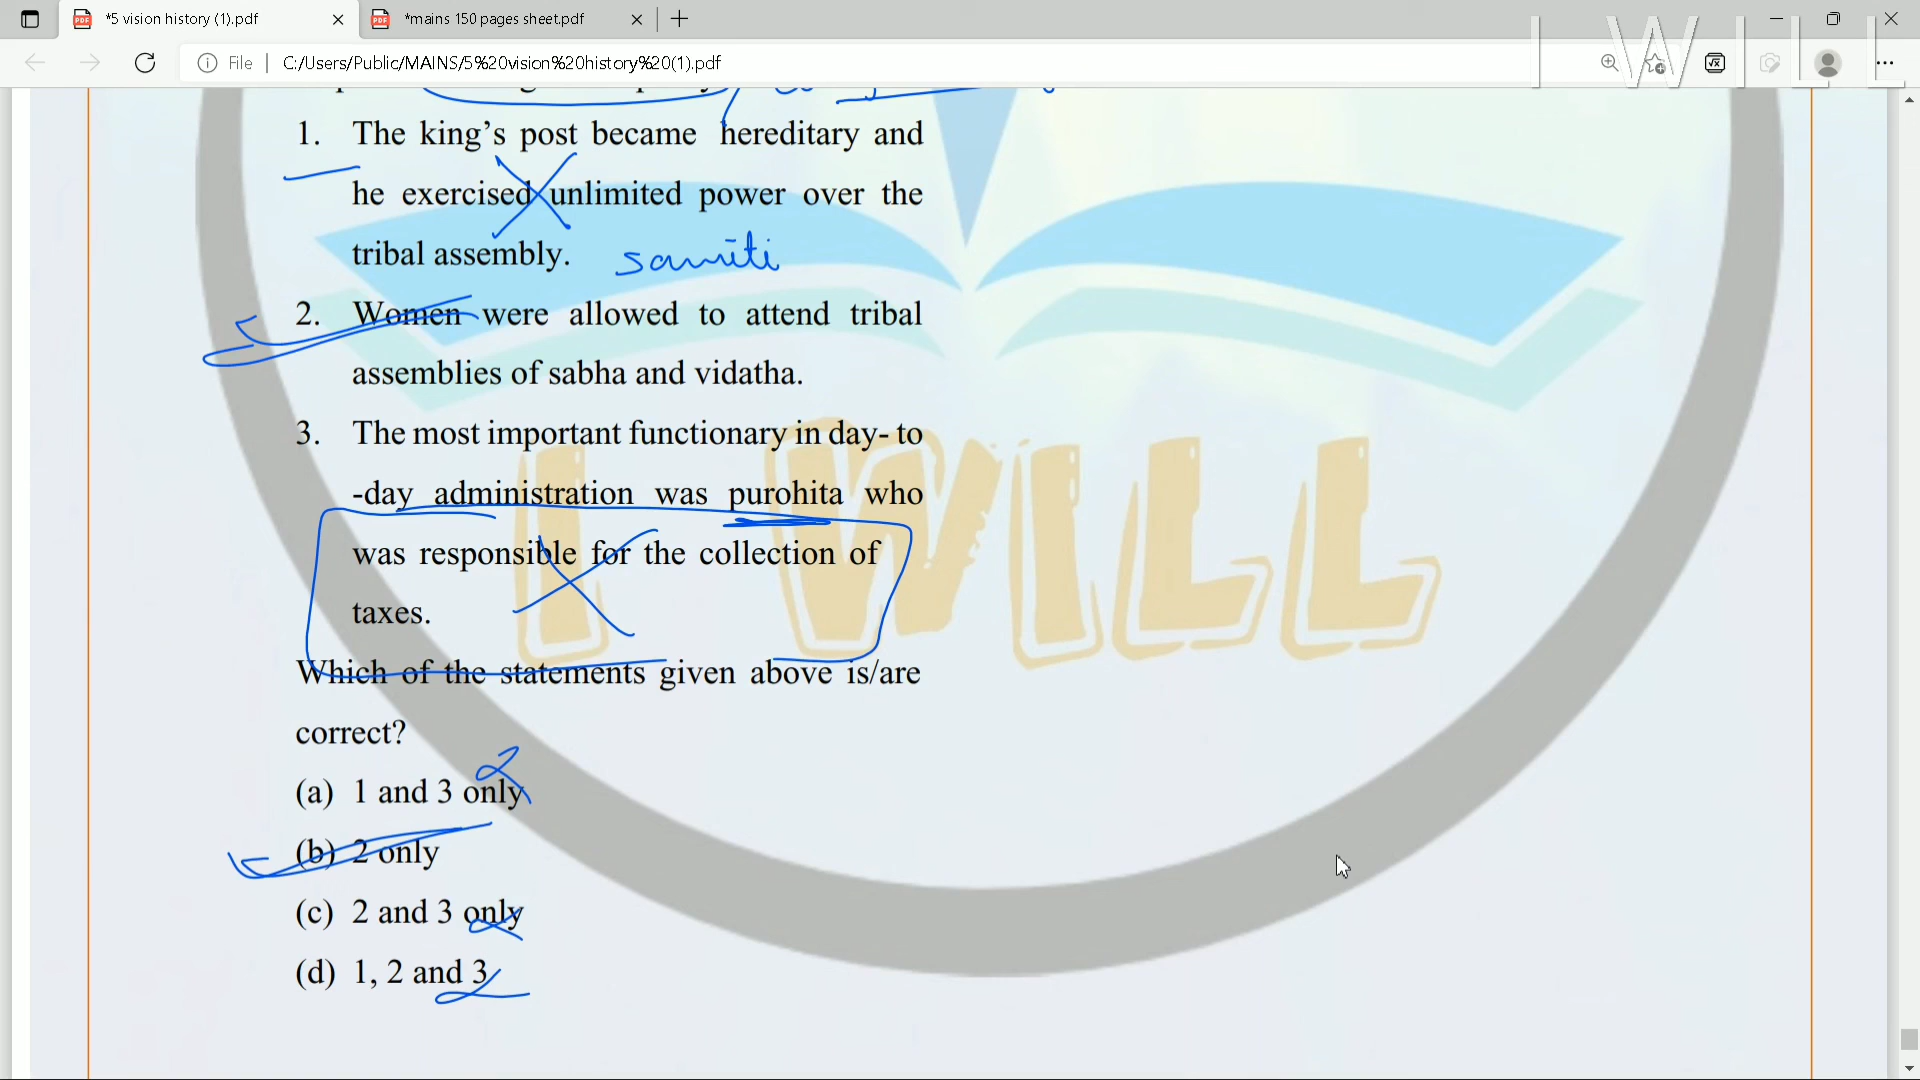 *5 vision history (1).pdf
*mains 150 pages sheet.pdf
I WILL
File
C:/Users/Public/MAINS/5%20vision%20history%20(1).pdf
1. The king's post became hereditary and
he exercised unlimited power over the
tribal assembly. samiti
2. Women were allowed to attend tribal
assemblies of sabha and vidatha.
3. The most important functionary in day- to
-day administration was purohita who
was responsible for the collection of
taxes.
I WILL
Which of the statements given above is/are
correct?
(a) 1 and 3 only
(b) 2 only
(c) 2 and 3 only
(d) 1, 2 and 3